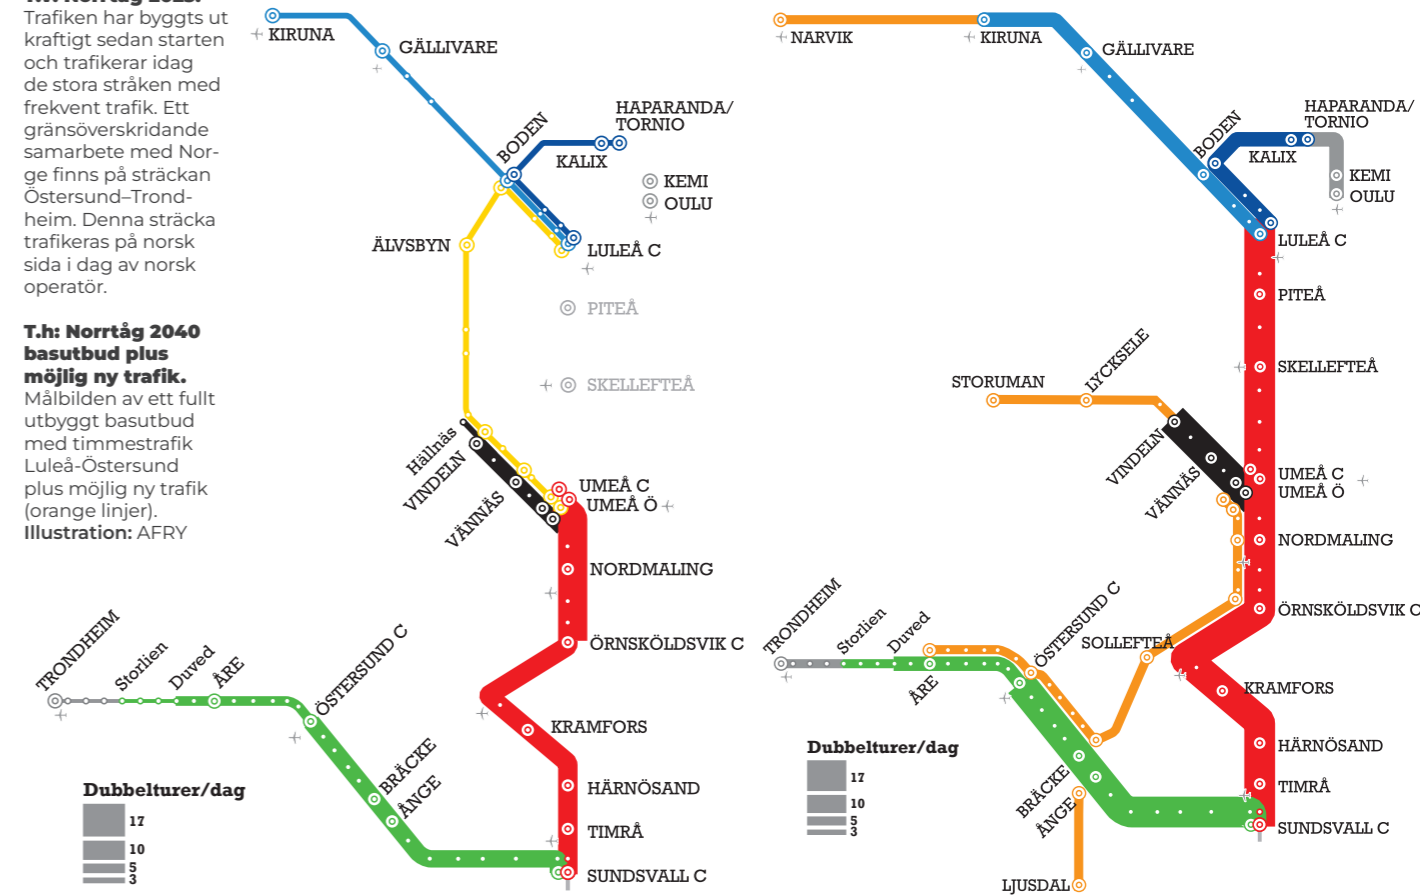 T.v. Norrtåg 2025.
Trafiken har byggts ut
kraftigt sedan starten
och trafikerar idag
de stora stråken med
frekvent trafik. Ett
gränsöverskridande
samarbete med Nor-
ge finns på sträckan
Östersund–Trond-
heim. Denna sträcka
trafikeras på norsk
sida i dag av norsk
operatör.
T.h: Norrtåg 2040
basutbud plus
möjlig ny trafik.
Målbilden av ett fullt
utbyggt basutbud
med timmestrafik
Luleå-Östersund
plus möjlig ny trafik
(orange linjer).
Illustration: AFRY
KIRUNA
GÄLLIVARE
BODEN
HAPARANDA/
TORNIO
KALIX
KEMI
OULU
ÄLVSBYN
LULEÅ C
PITEÅ
SKELLEFTEÅ
Hällnäs
VINDELN
VÄNNÄS
UMEÅ C
UMEÅ Ö
NORDMALING
ÖRNSKÖLDSVIK C
TRONDHEIM
Storlien
Duved
ÅRE
ÖSTERSUND C
KRAMFORS
BRÄCKE
ÅNGE
HÄRNÖSAND
TIMRÅ
SUNDSVALL C
Dubbelturer/dag
17
10
5
3
NARVIK
KIRUNA
GÄLLIVARE
BODEN
HAPARANDA/
TORNIO
KALIX
KEMI
OULU
LULEÅ C
PITEÅ
SKELLEFTEÅ
STORUMAN
LYCKSELE
VINDELN
VÄNNÄS
UMEÅ C
UMEÅ Ö
NORDMALING
ÖRNSKÖLDSVIK C
TRONDHEIM
Storlien
Duved
ÅRE
ÖSTERSUND C
SOLLEFTEÅ
KRAMFORS
HÄRNÖSAND
BRÄCKE
ÅNGE
TIMRÅ
SUNDSVALL C
LJUSDAL
Dubbelturer/dag
17
10
5
3